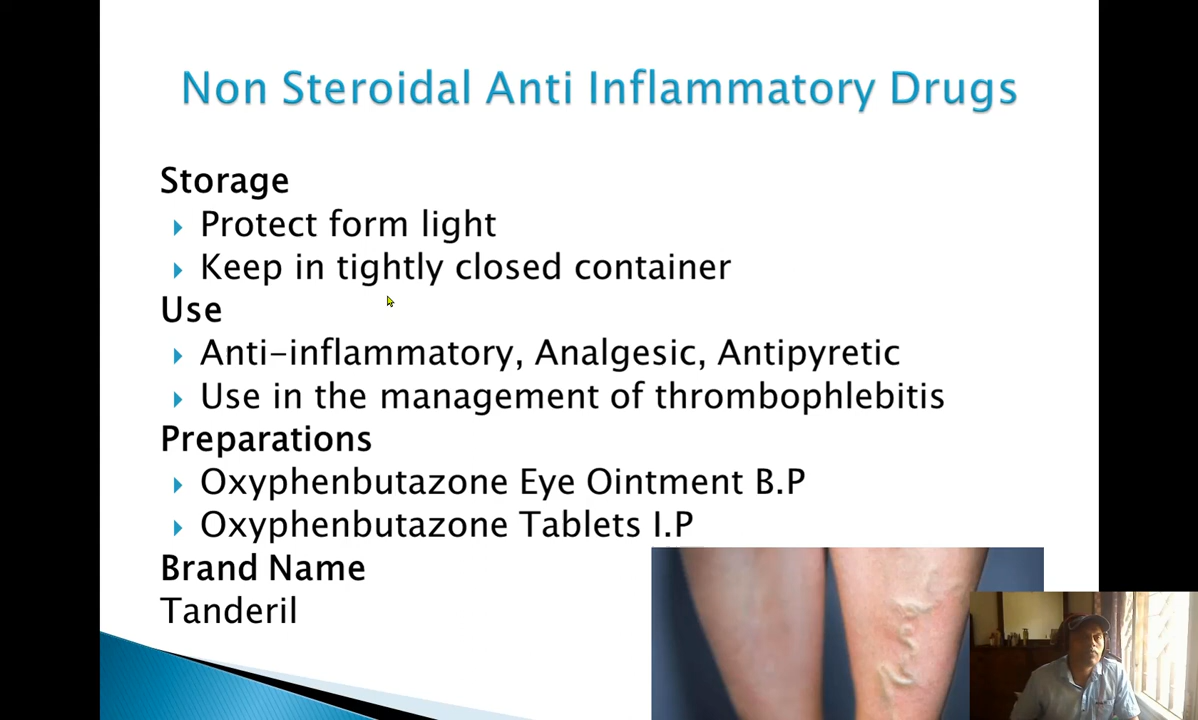 Non Steroidal Anti Inflammatory Drugs
Storage
Protect form light
Keep in tightly closed container
Use
Anti-inflammatory, Analgesic, Antipyretic
Use in the management of thrombophlebitis
Preparations
Oxyphenbutazone Eye Ointment B.P
Oxyphenbutazone Tablets I.P
Brand Name
Tanderil